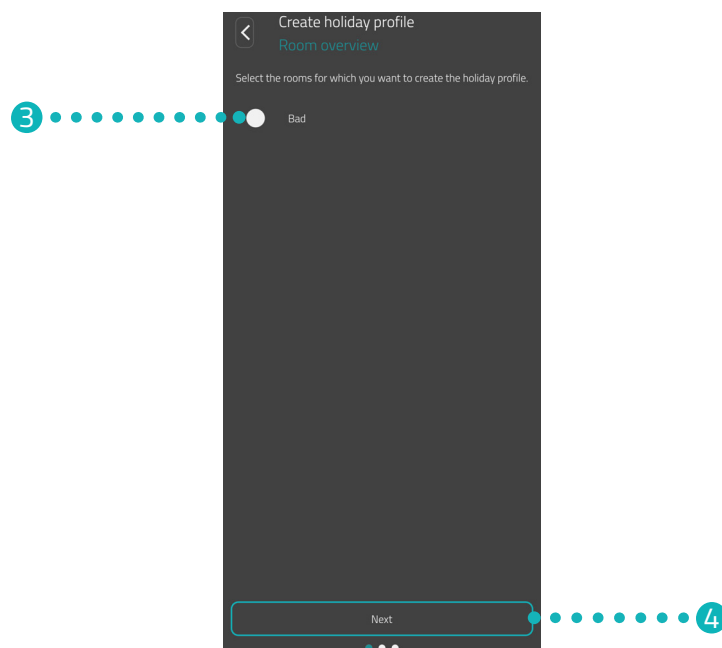 Create holiday profile
Room overview
Select the rooms for which you want to create the holiday profile.
3
Bad
Next
4